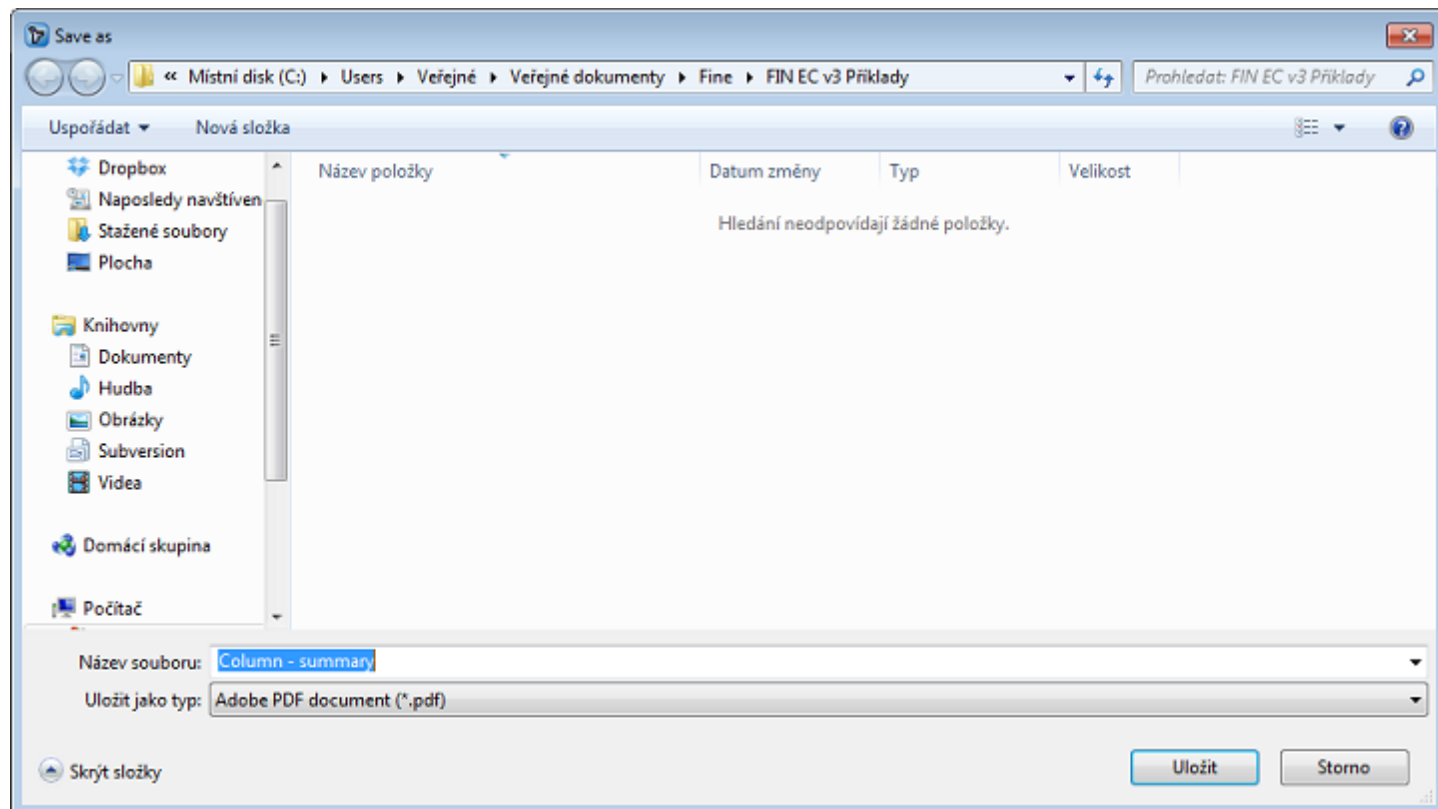 Save as
« Místní disk (C:) ▸ Users ▸ Veřejné ▸ Veřejné dokumenty ▸ Fine ▸ FIN EC v3 Příklady
Prohledat: FIN EC v3 Příklady
Uspořádat Nová složka
Název položky Datum změny Typ Velikost
Hledání neodpovídají žádné položky.
Dropbox
Naposledy navštíven
Stažené soubory
Plocha
Knihovny
Dokumenty
Hudba
Obrázky
Subversion
Videa
Domácí skupina
Počítač
Název souboru: Column - summary
Uložit jako typ: Adobe PDF document (*.pdf)
Skrýt složky
Uložit Storno